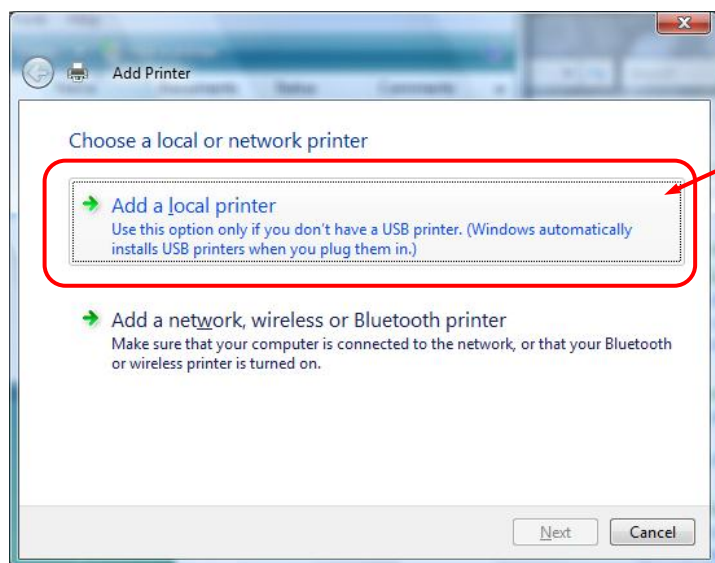 Add Printer
Choose a local or network printer
Add a local printer
Use this option only if you don't have a USB printer. (Windows automatically
installs USB printers when you plug them in.)
Add a network, wireless or Bluetooth printer
Make sure that your computer is connected to the network, or that your Bluetooth
or wireless printer is turned on.
Next
Cancel